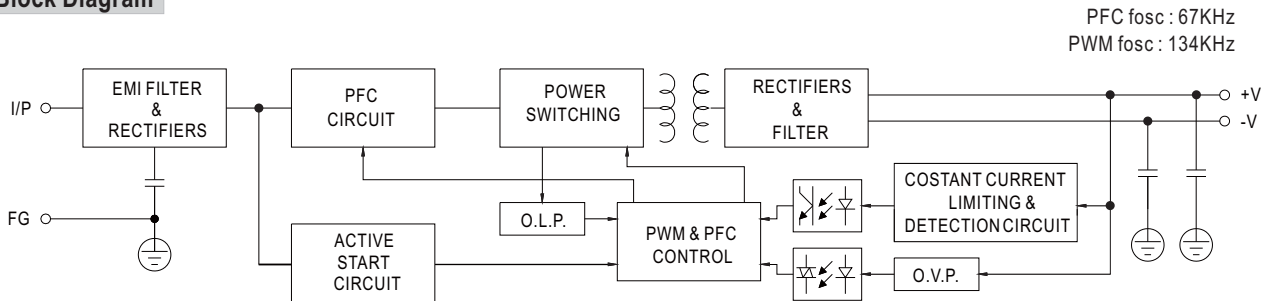 Block Diagram
PFC fosc : 67KHz
PWM fosc : 134KHz
I/P
EMI FILTER
&
RECTIFIERS
PFC
CIRCUIT
POWER
SWITCHING
RECTIFIERS
&
FILTER
+V
-V
FG
O.L.P.
PWM & PFC
CONTROL
COSTANT CURRENT
LIMITING &
DETECTION CIRCUIT
ACTIVE
START
CIRCUIT
O.V.P.